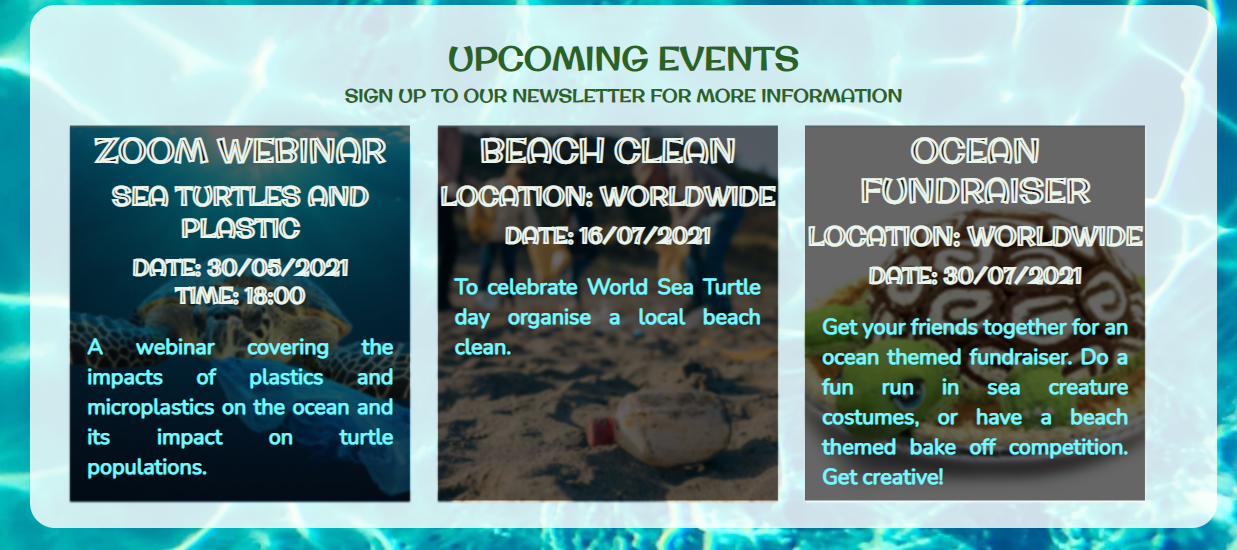 UPCOMING EVENTS
SIGN UP TO OUR NEWSLETTER FOR MORE INFORMATION
ZOOM WEBINAR
SEA TURTLES AND
PLASTIC
DATE: 30/05/2021
TIME: 18:00
A webinar covering the
impacts of plastics and
microplastics on the ocean and
its impact on turtle
populations.
BEACH CLEAN
LOCATION: WORLDWIDE
DATE: 16/07/2021
To celebrate World Sea Turtle
day organise a local beach
clean.
OCEAN
FUNDRAISER
LOCATION: WORLDWIDE
DATE: 30/07/2021
Get your friends together for an
ocean themed fundraiser. Do a
fun run in sea creature
costumes, or have a beach
themed bake off competition.
Get creative!